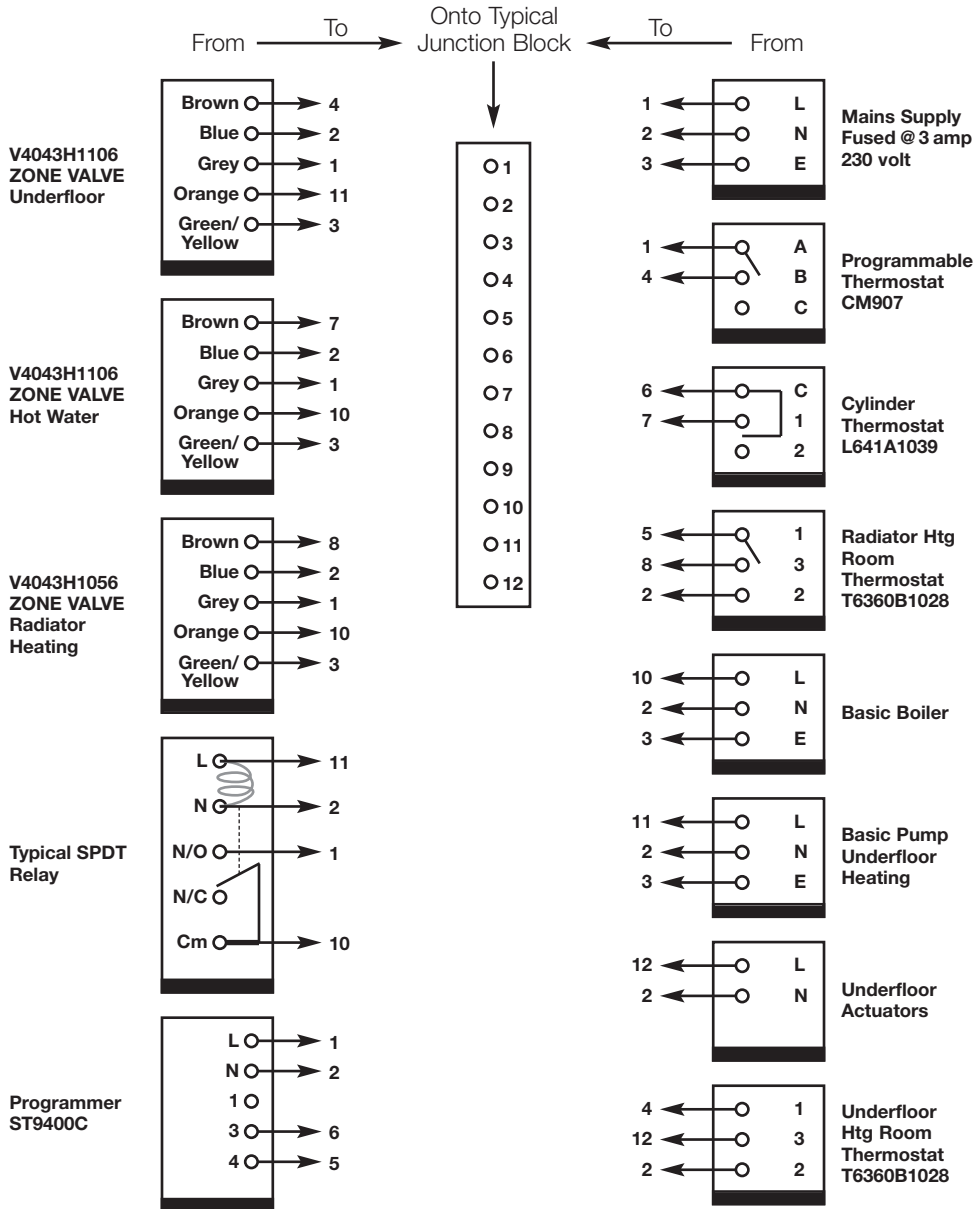 From To Onto Typical Junction Block To From
V4043H1106
ZONE VALVE
Underfloor
Brown 4
Blue 2
Grey 1
Orange 11
Green/
Yellow 3
V4043H1106
ZONE VALVE
Hot Water
Brown 7
Blue 2
Grey 1
Orange 10
Green/
Yellow 3
V4043H1056
ZONE VALVE
Radiator
Heating
Brown 8
Blue 2
Grey 1
Orange 10
Green/
Yellow 3
Typical SPDT
Relay
L 11
N 2
N/O 1
N/C
Cm 10
Programmer
ST9400C
L 1
N 2
1
3 6
4 5
1
2
3
4
5
6
7
8
9
10
11
12
1 L
2 N
3 E
Mains Supply
Fused @ 3 amp
230 volt
1 A
4 B
C
Programmable
Thermostat
CM907
6 C
7 1
2
Cylinder
Thermostat
L641A1039
5 1
8 3
2 2
Radiator Htg
Room
Thermostat
T6360B1028
10 L
2 N
3 E
Basic Boiler
11 L
2 N
3 E
Basic Pump
Underfloor
Heating
12 L
2 N
Underfloor
Actuators
4 1
12 3
2 2
Underfloor
Htg Room
Thermostat
T6360B1028